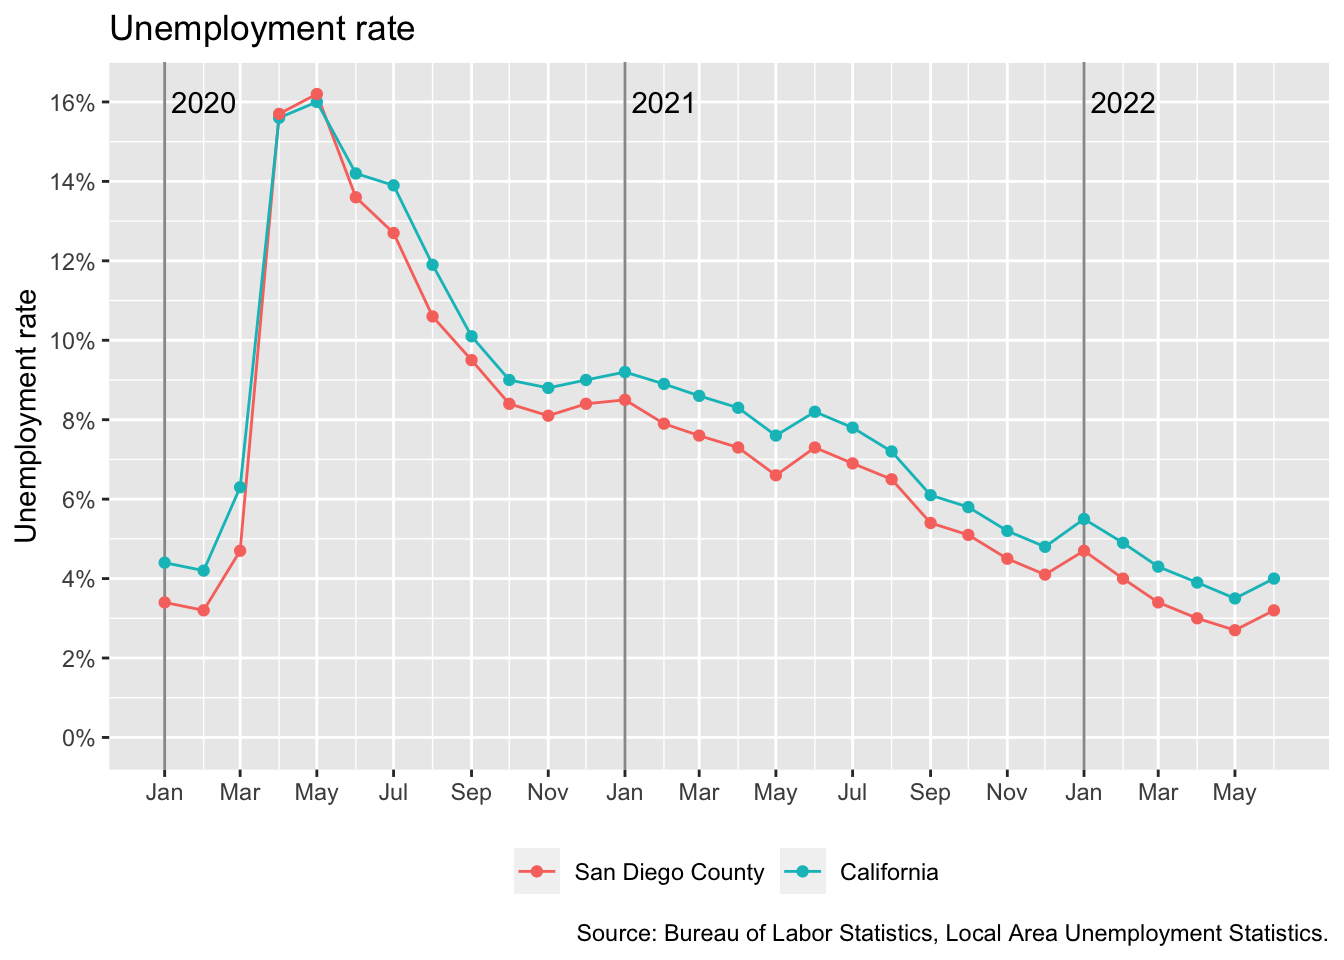 Unemployment rate
2020 2021 2022
Unemployment rate
16%
14%
12%
10%
8%
6%
4%
2%
0%
Jan Mar May Jul Sep Nov Jan Mar May Jul Sep Nov Jan Mar May
San Diego County California
Source: Bureau of Labor Statistics, Local Area Unemployment Statistics.